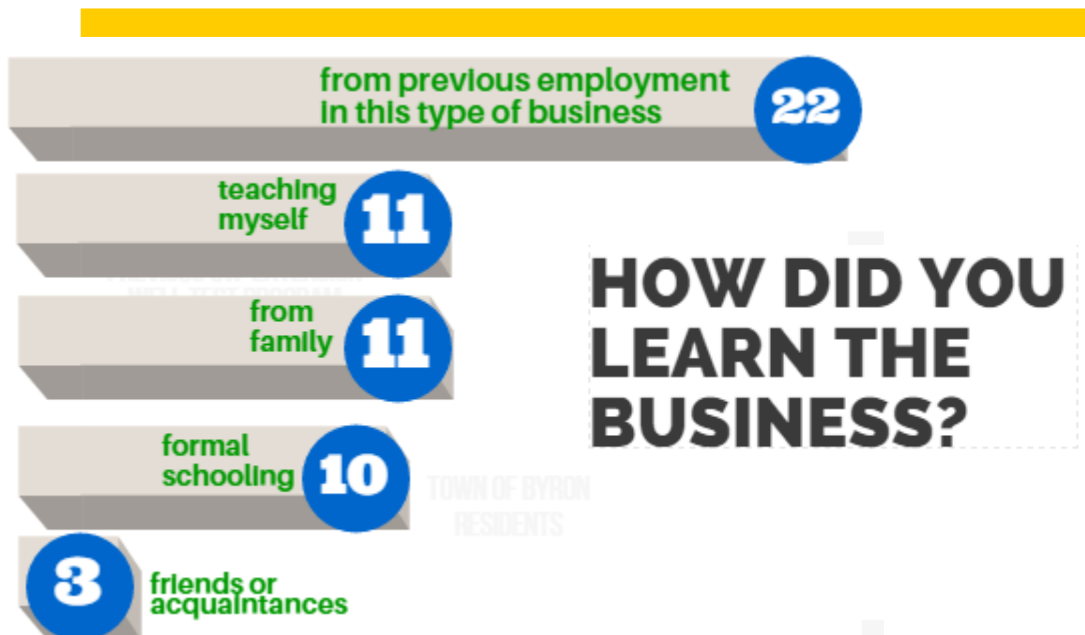 from previous employment
in this type of business
22
teaching
myself
11
from
family
11
HOW DID YOU
LEARN THE
BUSINESS?
formal
schooling
10
TOWN OF BYRON
RESIDENTS
3
friends or
acquaintances